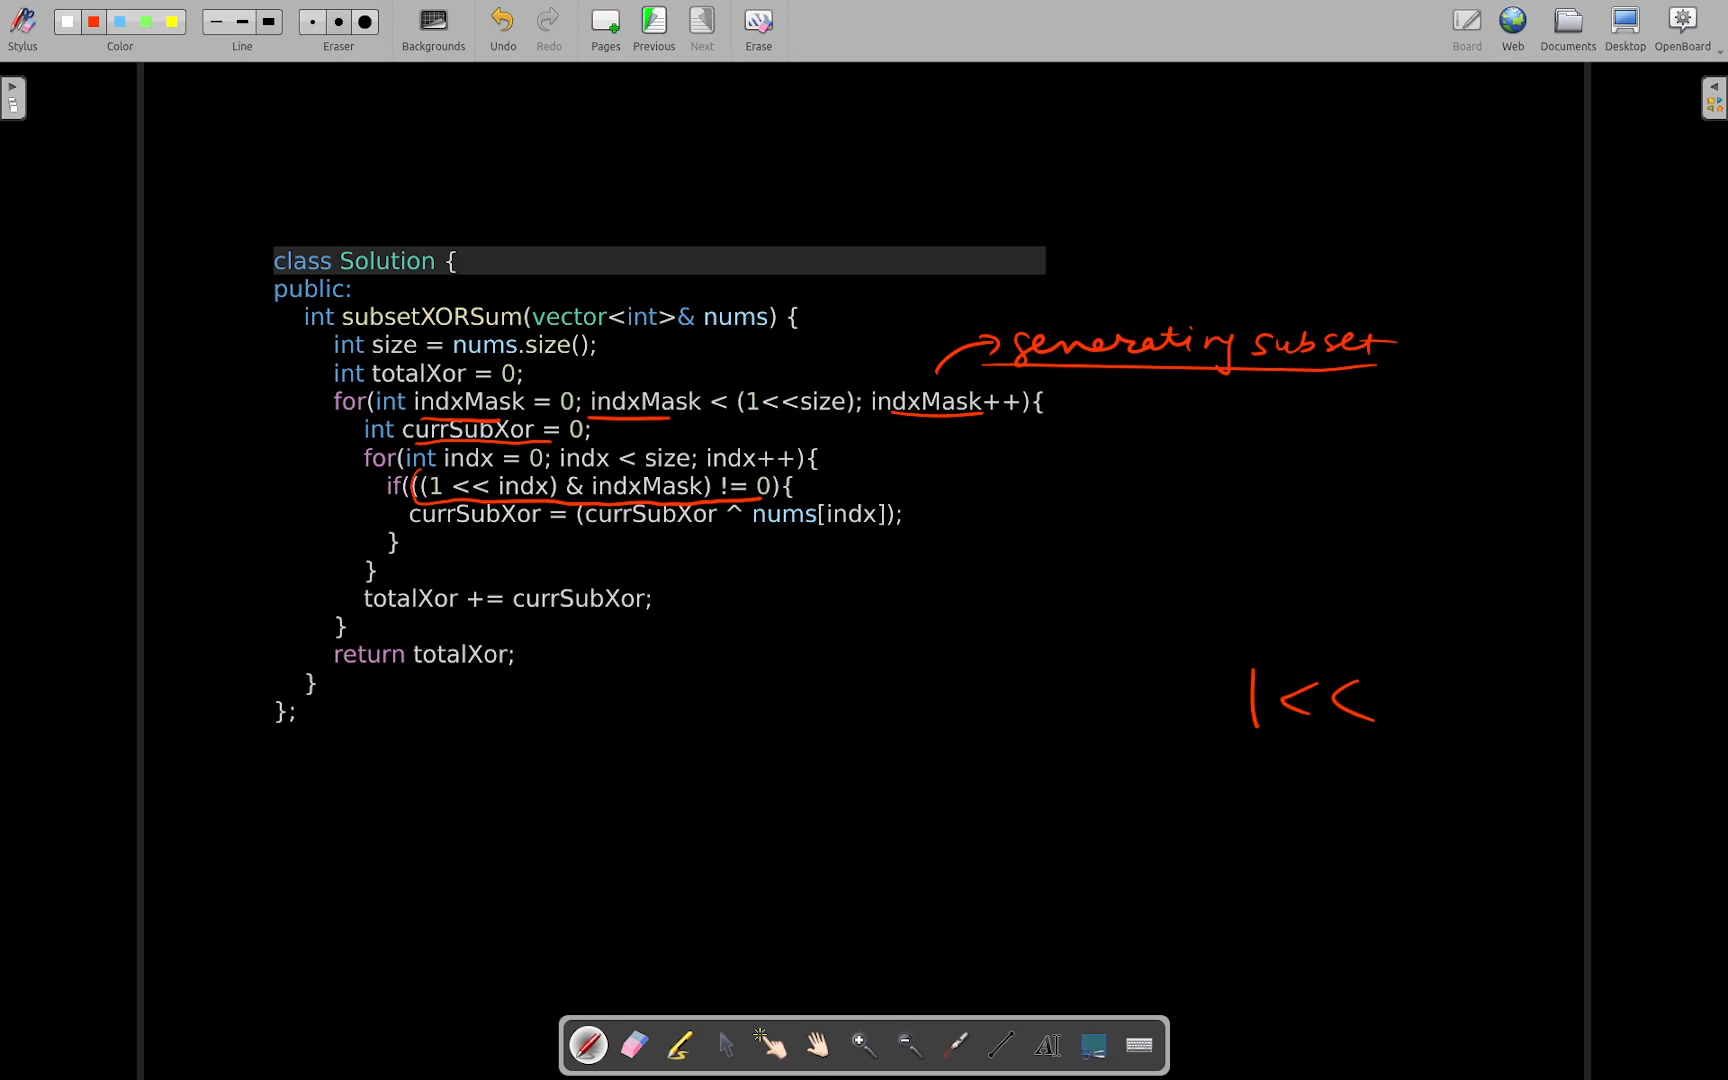 Stylus Color Line Eraser Backgrounds Undo Redo Pages Previous Next Erase Board Web Documents Desktop OpenBoard
class Solution {
public:
int subsetXORSum(vector<int>& nums) {
int size = nums.size();
generating subset
int totalXor = 0;
for(int indxMask = 0; indxMask < (1<<size); indxMask++){
int currSubXor = 0;
for(int indx = 0; indx < size; indx++){
if(((1 << indx) & indxMask) != 0){
currSubXor = (currSubXor ^ nums[indx]);
}
}
totalXor += currSubXor;
}
return totalXor;
}
};
1<<